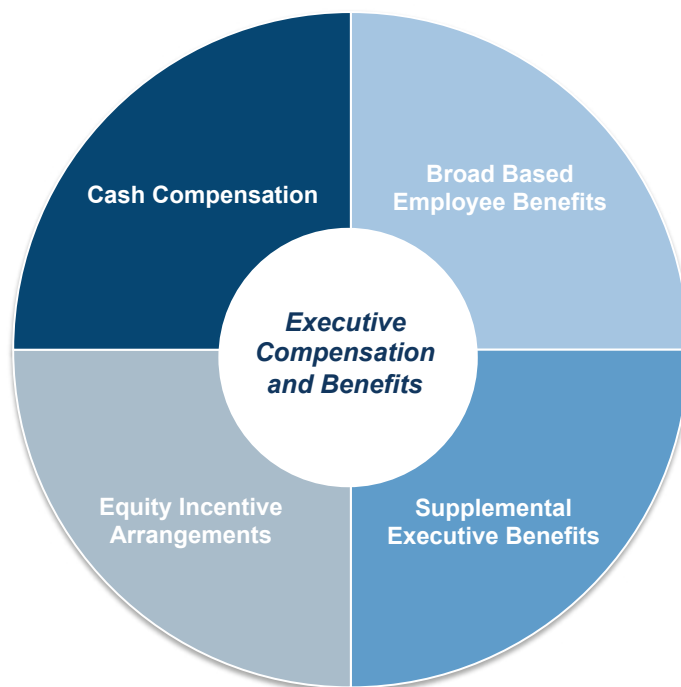 Cash Compensation
Broad Based
Employee Benefits
Executive
Compensation
and Benefits
Equity Incentive
Arrangements
Supplemental
Executive Benefits